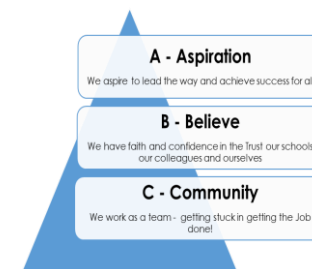 A - Aspiration
We aspire to lead the way and achieve success for al
B - Believe
We have faith and confidence in the Trust our schools
our colleagues and ourselves
C - Community
We work as a team - getting stuck in getting the Job
done!